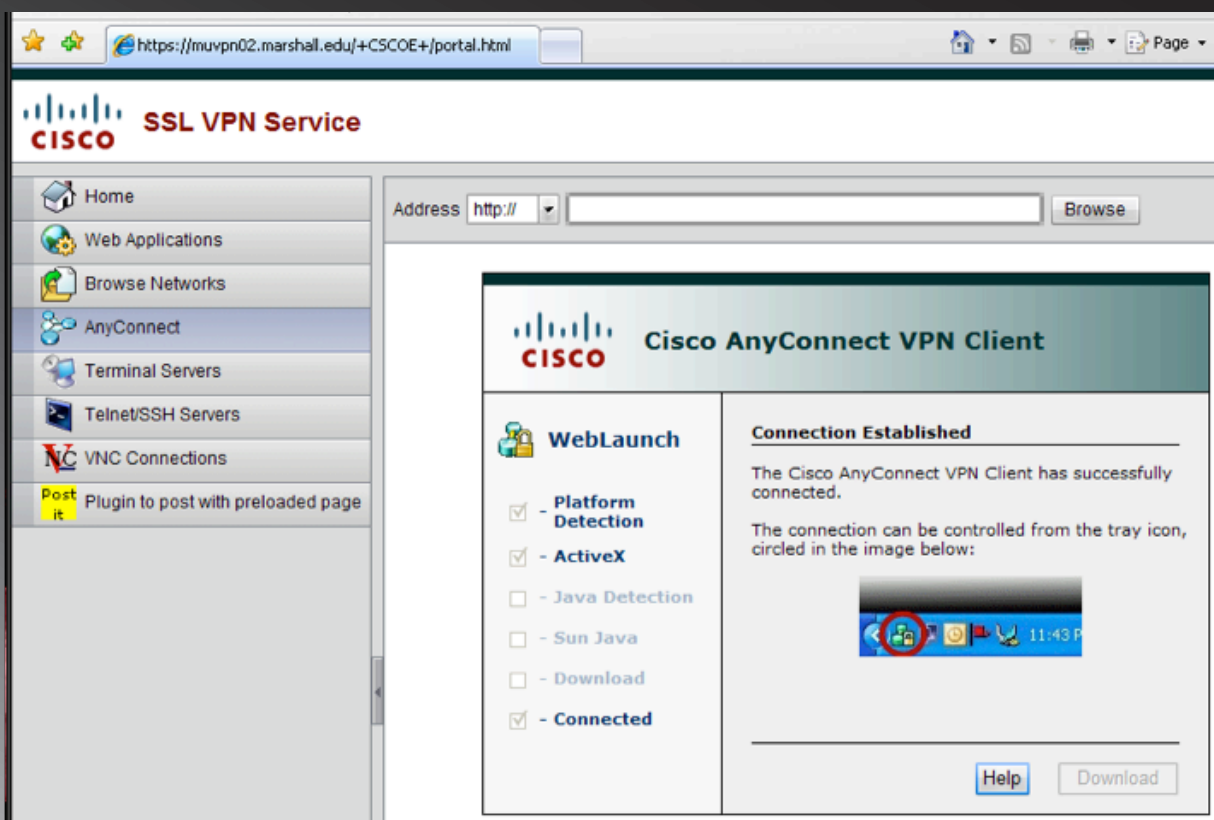 https://muvpn02.marshall.edu/+CSCOE+/portal.html
Page
CISCO
SSL VPN Service
Home
Web Applications
Browse Networks
AnyConnect
Terminal Servers
Telnet/SSH Servers
VNC Connections
Post it
Plugin to post with preloaded page
Address http://
Browse
CISCO
Cisco AnyConnect VPN Client
WebLaunch
- Platform
Detection
- ActiveX
- Java Detection
- Sun Java
- Download
- Connected
Connection Established
The Cisco AnyConnect VPN Client has successfully
connected.
The connection can be controlled from the tray icon,
circled in the image below:
11:43 P
Help
Download